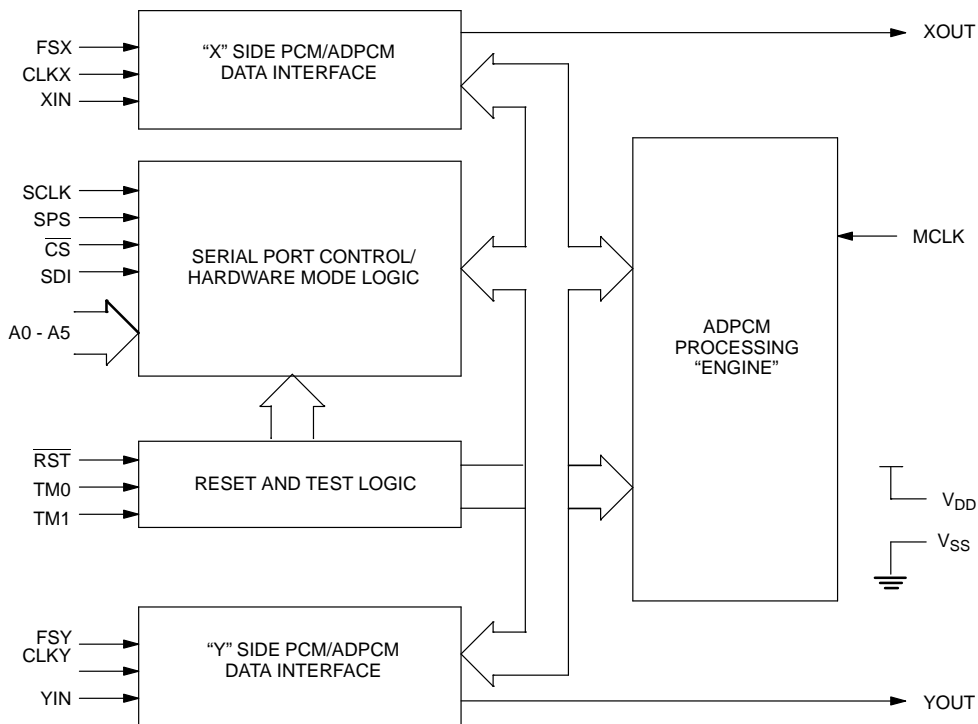 FSX
CLKX
XIN
“X” SIDE PCM/ADPCM
DATA INTERFACE
XOUT
SCLK
SPS
C̅S̅
SDI
A0 - A5
SERIAL PORT CONTROL/
HARDWARE MODE LOGIC
ADPCM
PROCESSING
“ENGINE”
MCLK
R̅S̅T̅
TM0
TM1
RESET AND TEST LOGIC
VDD
VSS
FSY
CLKY
YIN
“Y” SIDE PCM/ADPCM
DATA INTERFACE
YOUT